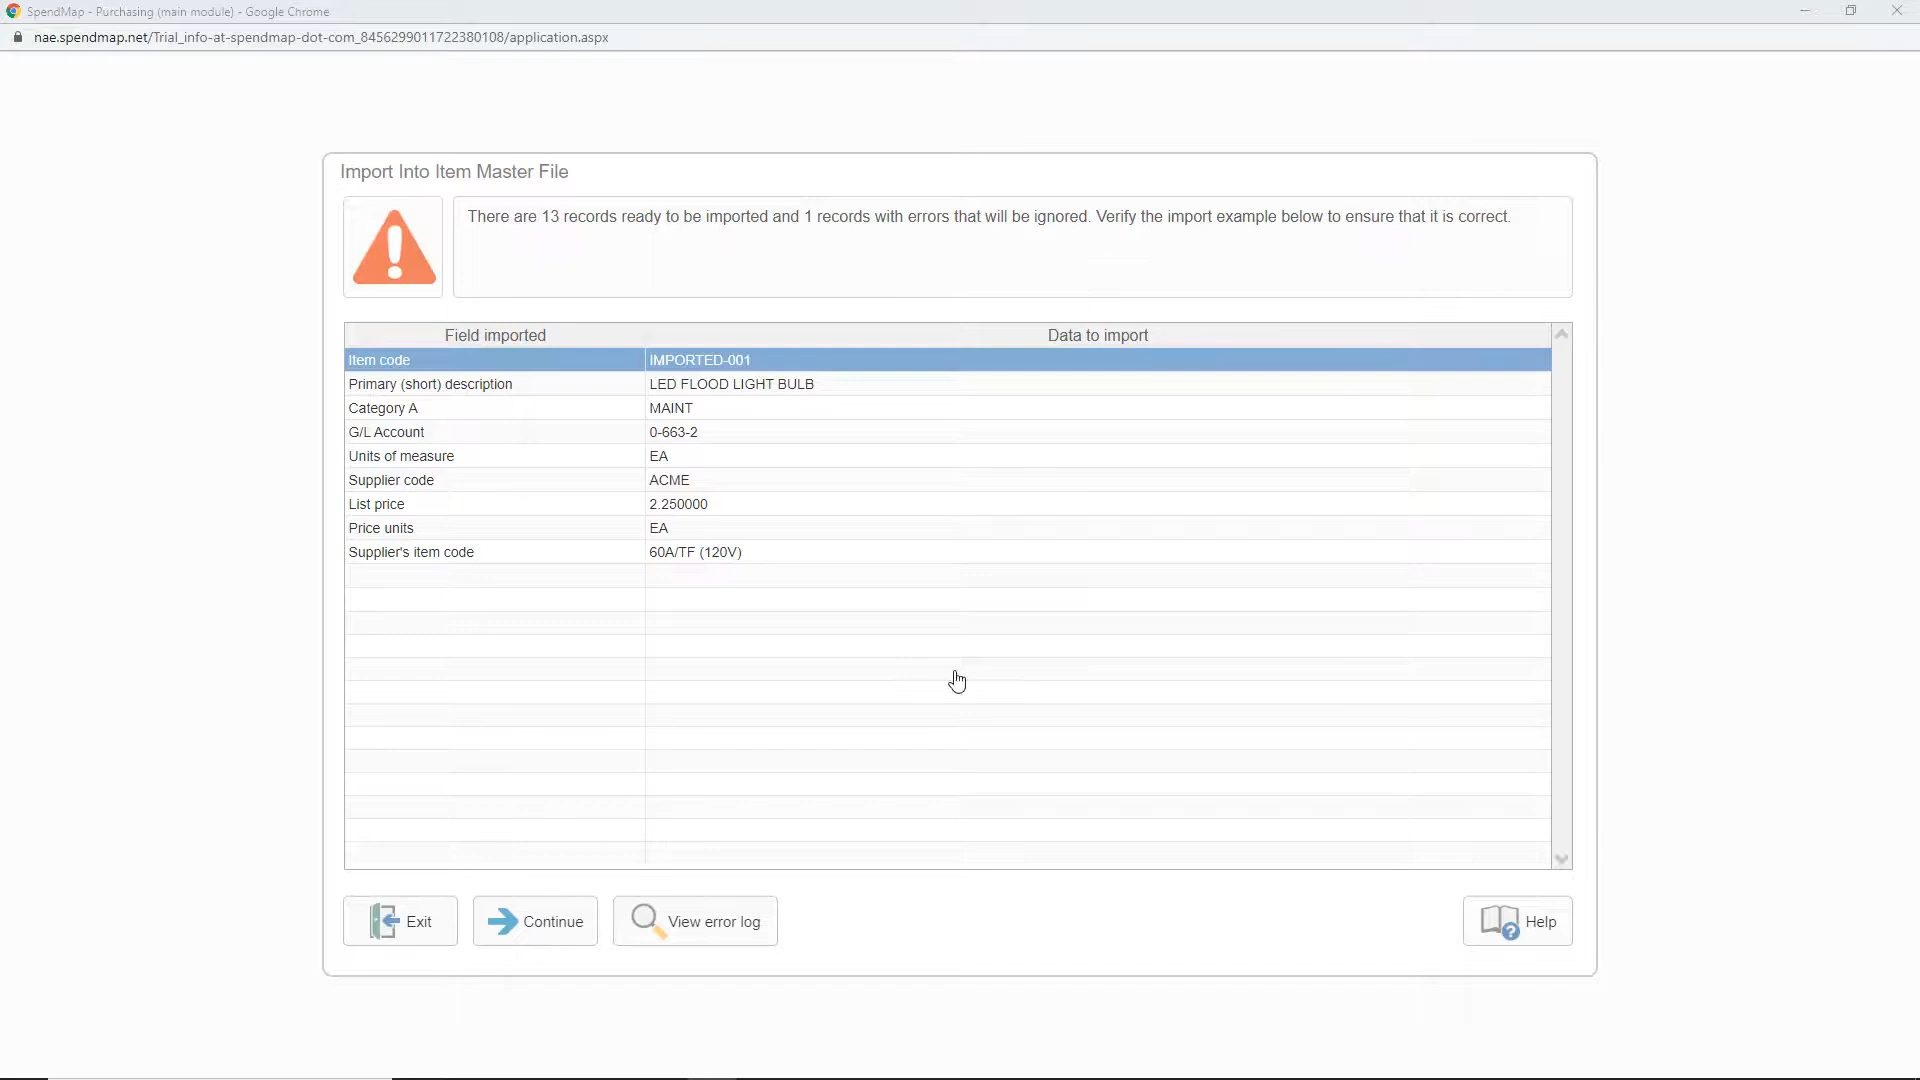 SpendMap - Purchasing (main module) - Google Chrome
nae.spendmap.net/Trial_info-at-spendmap-dot-com_8456299011722380108/application.aspx
Import Into Item Master File
There are 13 records ready to be imported and 1 records with errors that will be ignored. Verify the import example below to ensure that it is correct.
Field imported Data to import
Item code IMPORTED-001
Primary (short) description LED FLOOD LIGHT BULB
Category A MAINT
G/L Account 0-663-2
Units of measure EA
Supplier code ACME
List price 2.250000
Price units EA
Supplier's item code 60A/TF (120V)
Exit Continue View error log Help